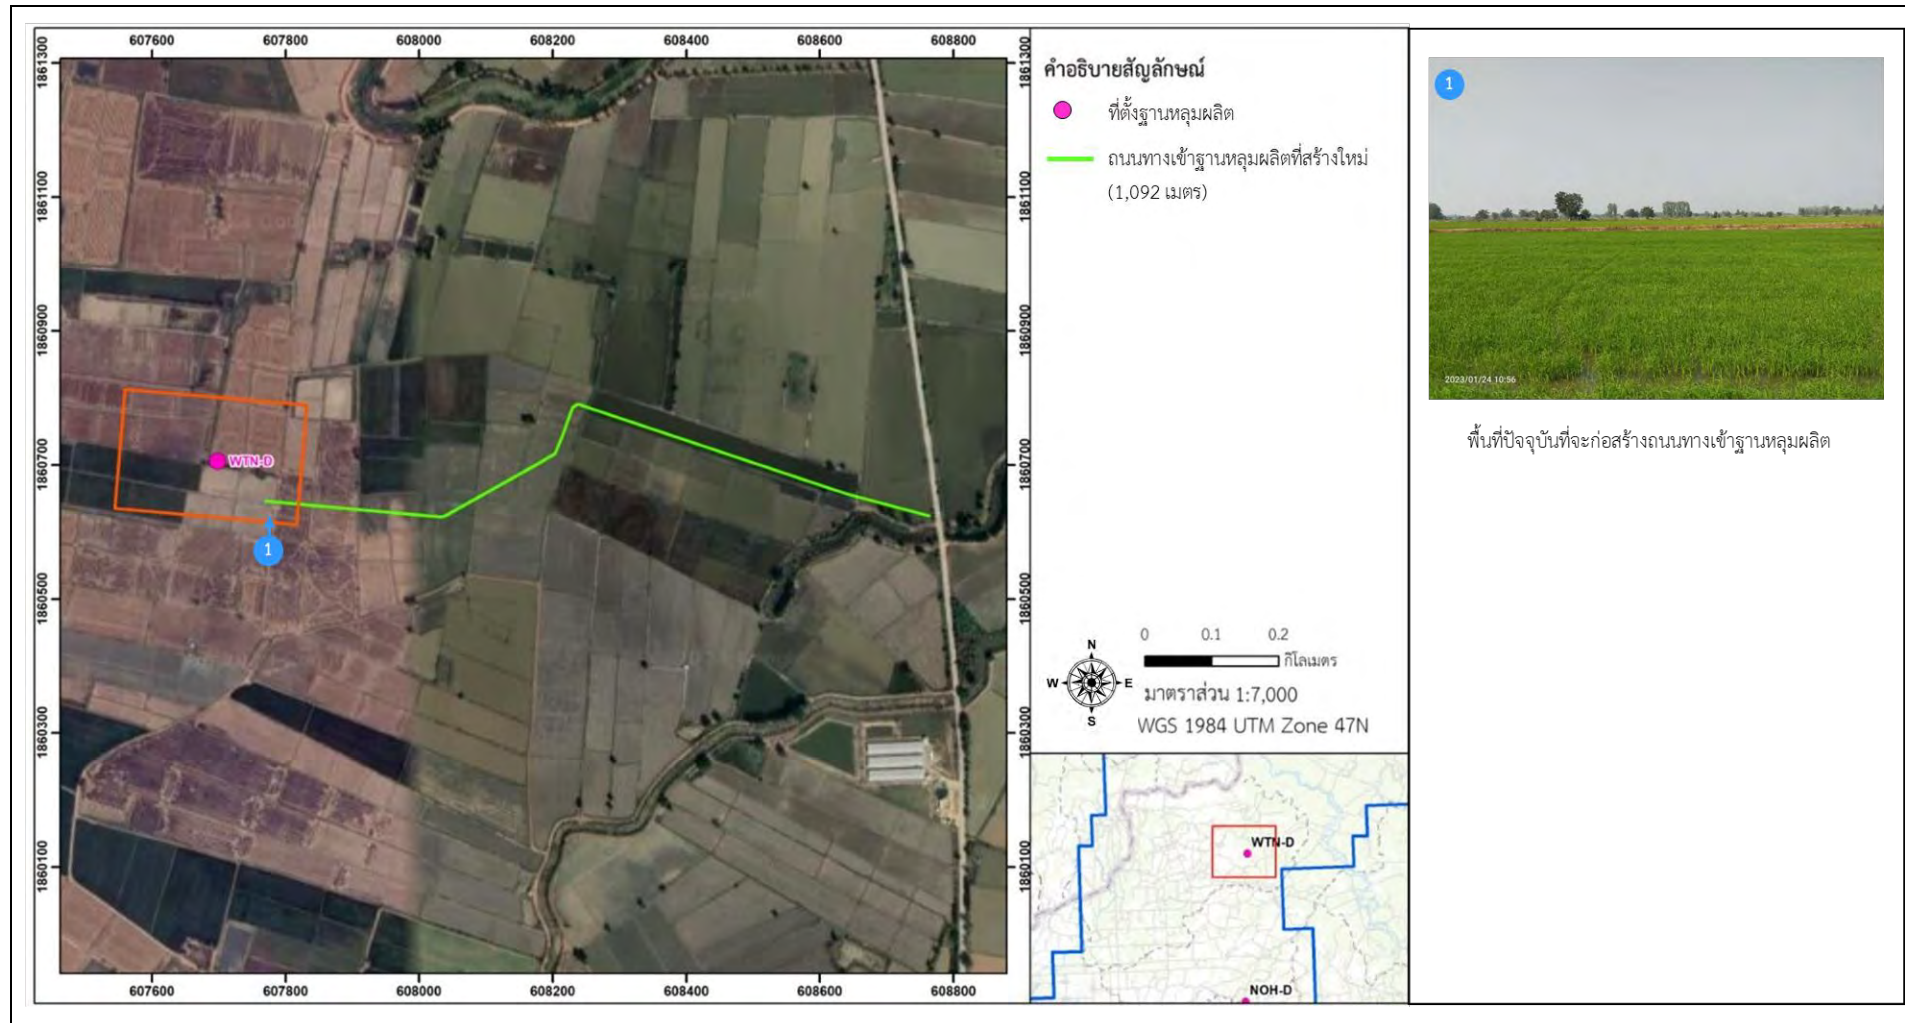 607600 607800 608000 608200 608400 608600 608800
1861300
1861100
1860900
1860700
1860500
1860300
1860100
WTN-D
1
607600 607800 608000 608200 608400 608600 608800
1861300
1861100
1860900
1860700
1860500
1860300
1860100
คำอธิบายสัญลักษณ์
ที่ตั้งฐานหลุมผลิต
ถนนทางเข้าฐานหลุมผลิตที่สร้างใหม่
(1,092 เมตร)
N
W E
S
0 0.1 0.2
กิโลเมตร
มาตราส่วน 1:7,000
WGS 1984 UTM Zone 47N
WTN-D
NOH-D
1
2023/01/24 10:56
พื้นที่ปัจจุบันที่จะก่อสร้างถนนทางเข้าฐานหลุมผลิต